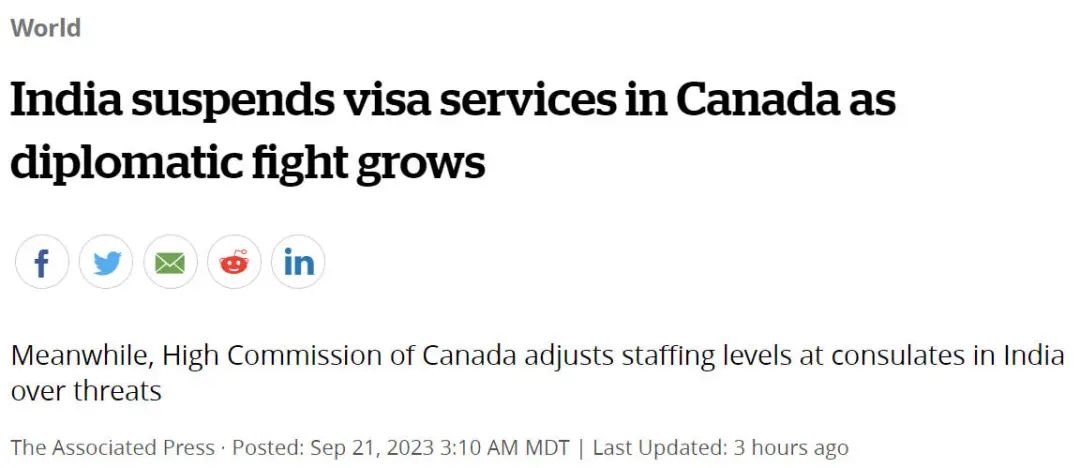 World
India suspends visa services in Canada as
diplomatic fight grows
f
in
Meanwhile, High Commission of Canada adjusts staffing levels at consulates in India
over threats
The Associated Press · Posted: Sep 21, 2023 3:10 AM MDT | Last Updated: 3 hours ago